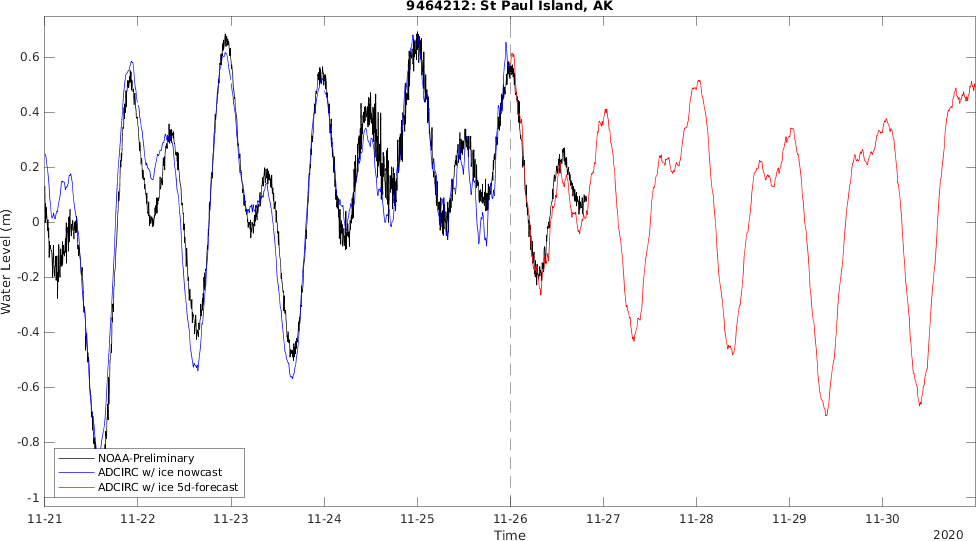 9464212: St Paul Island, AK
0.6
0.4
0.2
0
-0.2
-0.4
-0.6
-0.8
-1
Water Level (m)
NOAA-Preliminary
ADCIRC w/ ice nowcast
ADCIRC w/ ice 5d-forecast
11-21 11-22 11-23 11-24 11-25 11-26 11-27 11-28 11-29 11-30
Time
2020